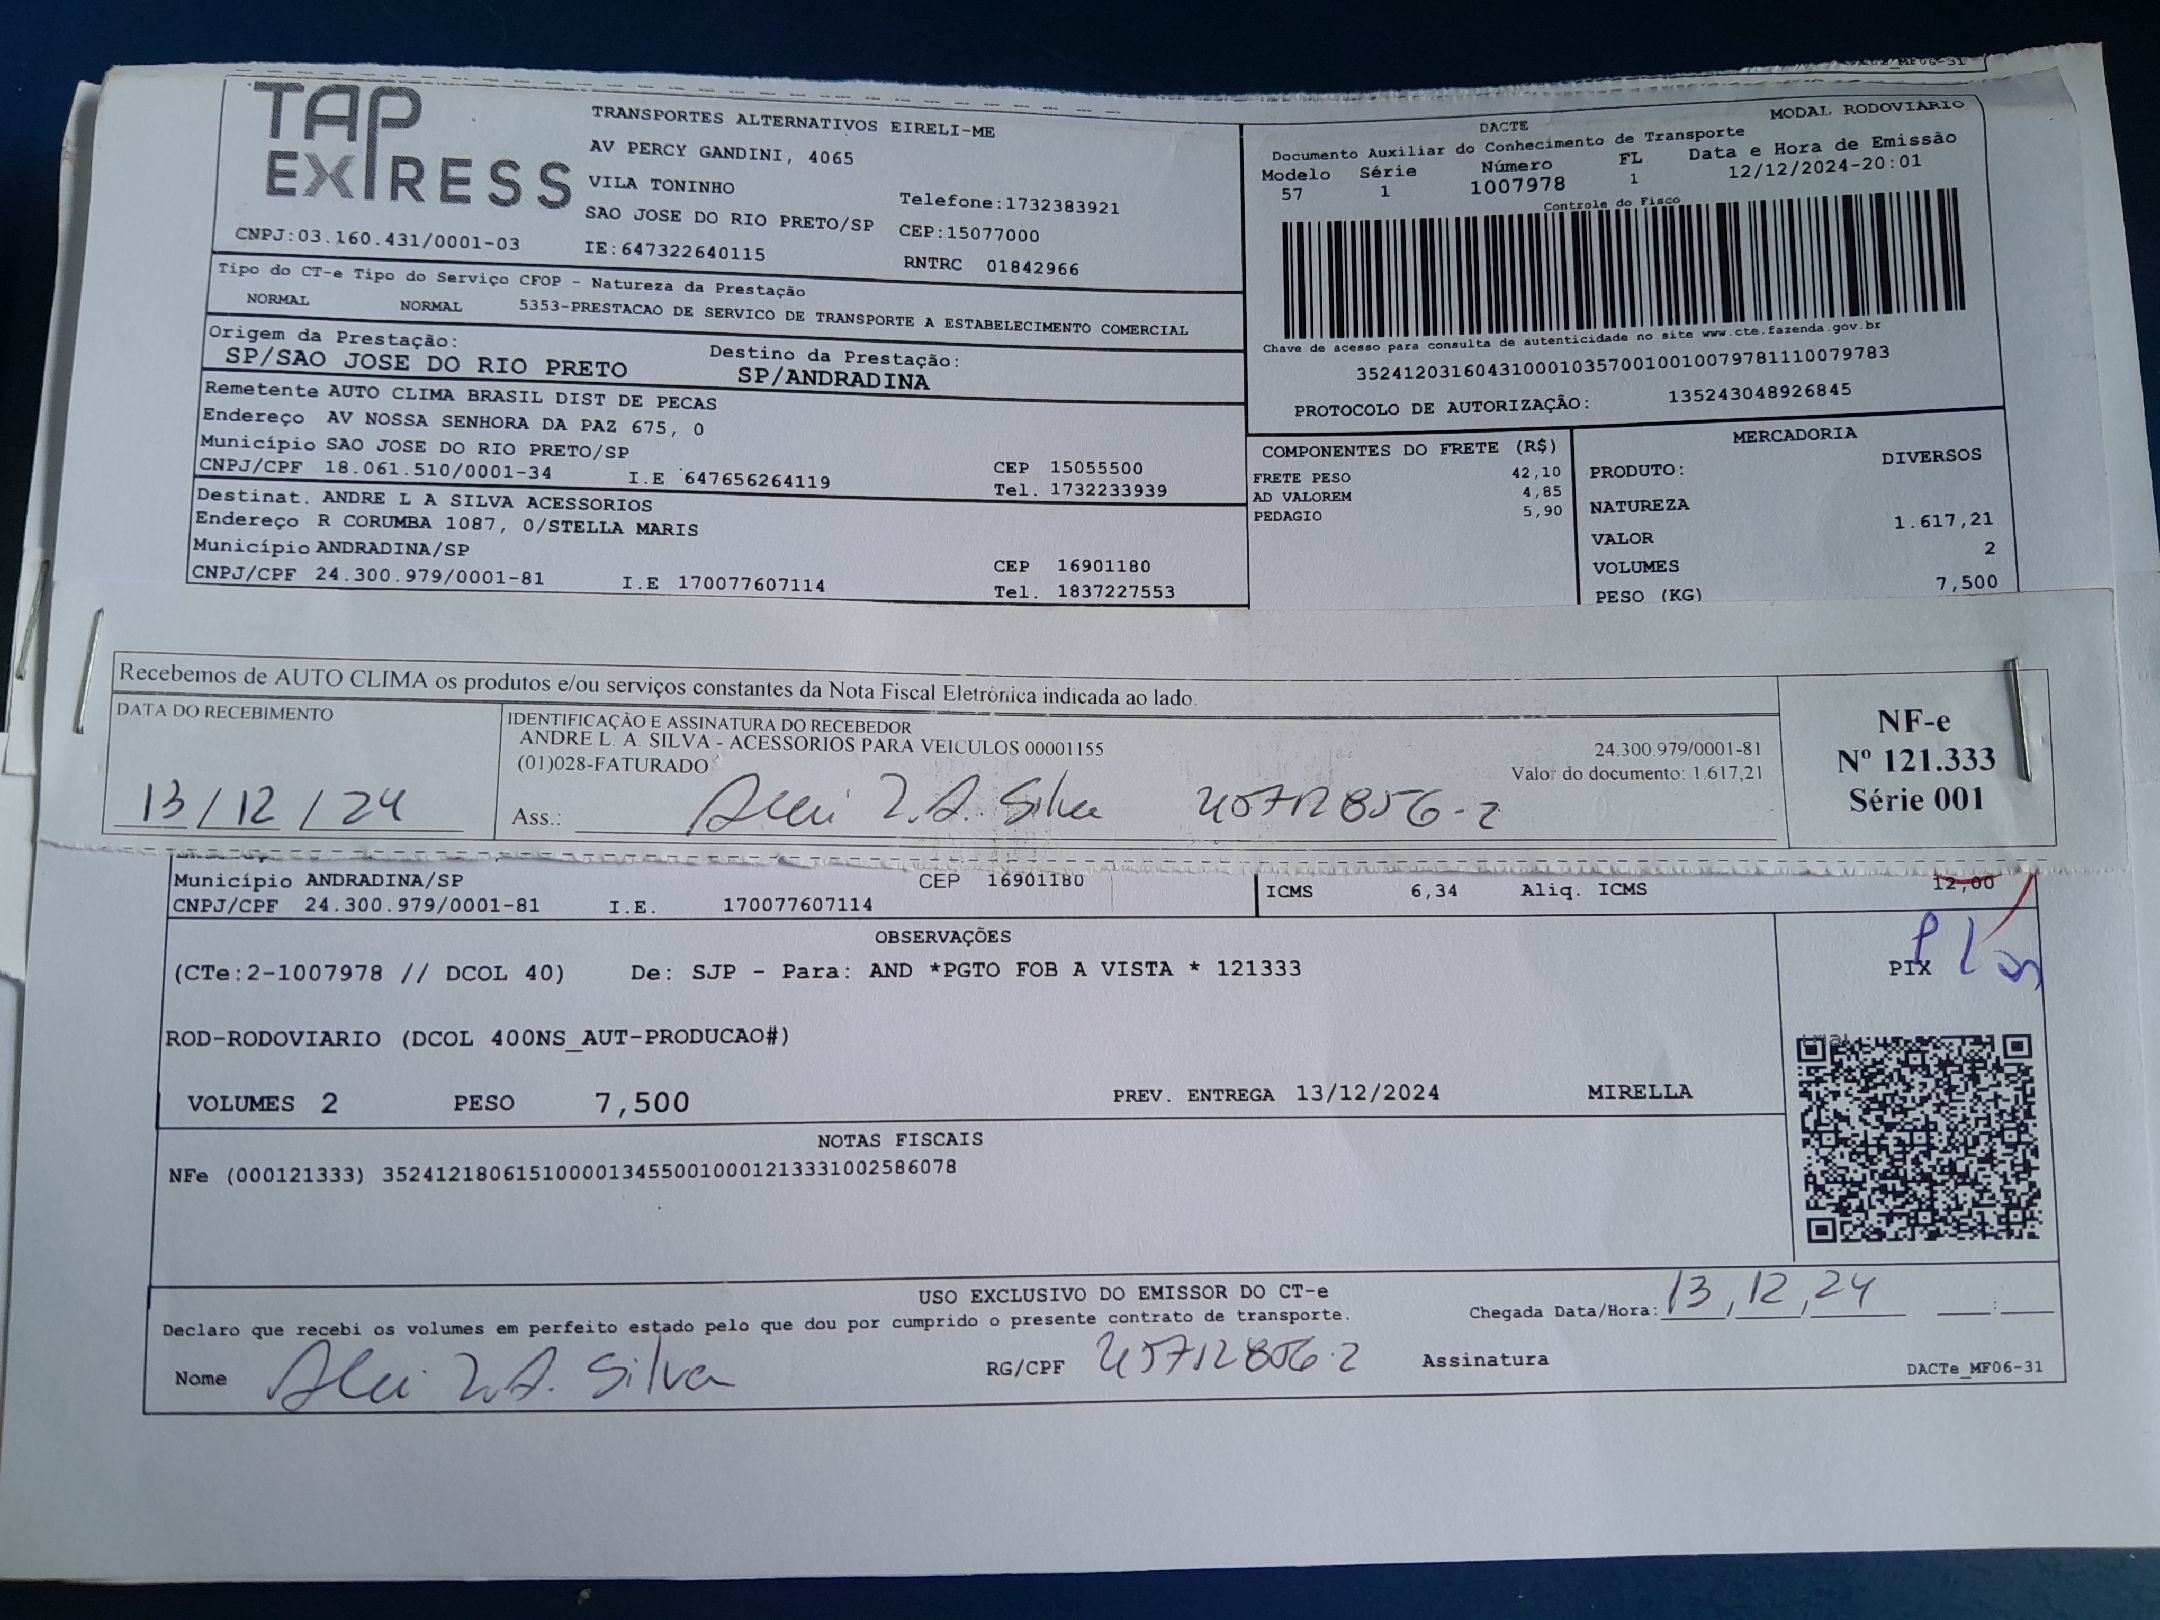 MF06-31
TAP EXPRESS
TRANSPORTES ALTERNATIVOS EIRELI-ME
AV PERCY GANDINI, 4065
VILA TONINHO
Telefone:1732383921
SAO JOSE DO RIO PRETO/SP CEP:15077000
CNPJ:03.160.431/0001-03 IE:647322640115 RNTRC 01842966
Tipo do CT-e Tipo do Serviço CFOP - Natureza da Prestação
NORMAL NORMAL 5353-PRESTACAO DE SERVICO DE TRANSPORTE A ESTABELECIMENTO COMERCIAL
Origem da Prestação: Destino da Prestação:
SP/SAO JOSE DO RIO PRETO SP/ANDRADINA
Remetente AUTO CLIMA BRASIL DIST DE PECAS
Endereço AV NOSSA SENHORA DA PAZ 675, 0
Município SAO JOSE DO RIO PRETO/SP CEP 15055500
CNPJ/CPF 18.061.510/0001-34 I.E 647656264119 Tel. 1732233939
Destinat. ANDRE L A SILVA ACESSORIOS
Endereço R CORUMBA 1087, 0/STELLA MARIS
Município ANDRADINA/SP CEP 16901180
CNPJ/CPF 24.300.979/0001-81 I.E 170077607114 Tel. 1837227553
DACTE MODAL RODOVIÁRIO
Documento Auxiliar do Conhecimento de Transporte
Modelo Série Número FL Data e Hora de Emissão
57 1 1007978 1 12/12/2024-20:01
Controle do Fisco
Chave de acesso para consulta de autenticidade no site www.cte.fazenda.gov.br
35241203160431000103570010010079781110079783
PROTOCOLO DE AUTORIZAÇÃO: 135243048926845
COMPONENTES DO FRETE (R$)
FRETE PESO 42,10
AD VALOREM 4,85
PEDAGIO 5,90
MERCADORIA
PRODUTO: DIVERSOS
NATUREZA
VALOR 1.617,21
VOLUMES 2
PESO (KG) 7,500
Recebemos de AUTO CLIMA os produtos e/ou serviços constantes da Nota Fiscal Eletrônica indicada ao lado.
DATA DO RECEBIMENTO
13/12/24
IDENTIFICAÇÃO E ASSINATURA DO RECEBEDOR
ANDRE L. A. SILVA - ACESSORIOS PARA VEICULOS 00001155 24.300.979/0001-81
(01)028-FATURADO Valor do documento: 1.617,21
Ass.: L.A. Silva 45712856-2
NF-e
Nº 121.333
Série 001
Município ANDRADINA/SP CEP 16901180
CNPJ/CPF 24.300.979/0001-81 I.E. 170077607114
ICMS 6,34 Aliq. ICMS 12,00
OBSERVAÇÕES
(CTe:2-1007978 // DCOL 40) De: SJP - Para: AND *PGTO FOB A VISTA * 121333
PIX
ROD-RODOVIARIO (DCOL 400NS_AUT-PRODUCAO#)
VOLUMES 2 PESO 7,500 PREV. ENTREGA 13/12/2024 MIRELLA
NOTAS FISCAIS
NFe (000121333) 35241218061510000134550010001213331002586078
USO EXCLUSIVO DO EMISSOR DO CT-e
Declaro que recebi os volumes em perfeito estado pelo que dou por cumprido o presente contrato de transporte.
Chegada Data/Hora: 13,12,24
Nome L.A. Silva RG/CPF 45712856-2 Assinatura
DACTe_MF06-31